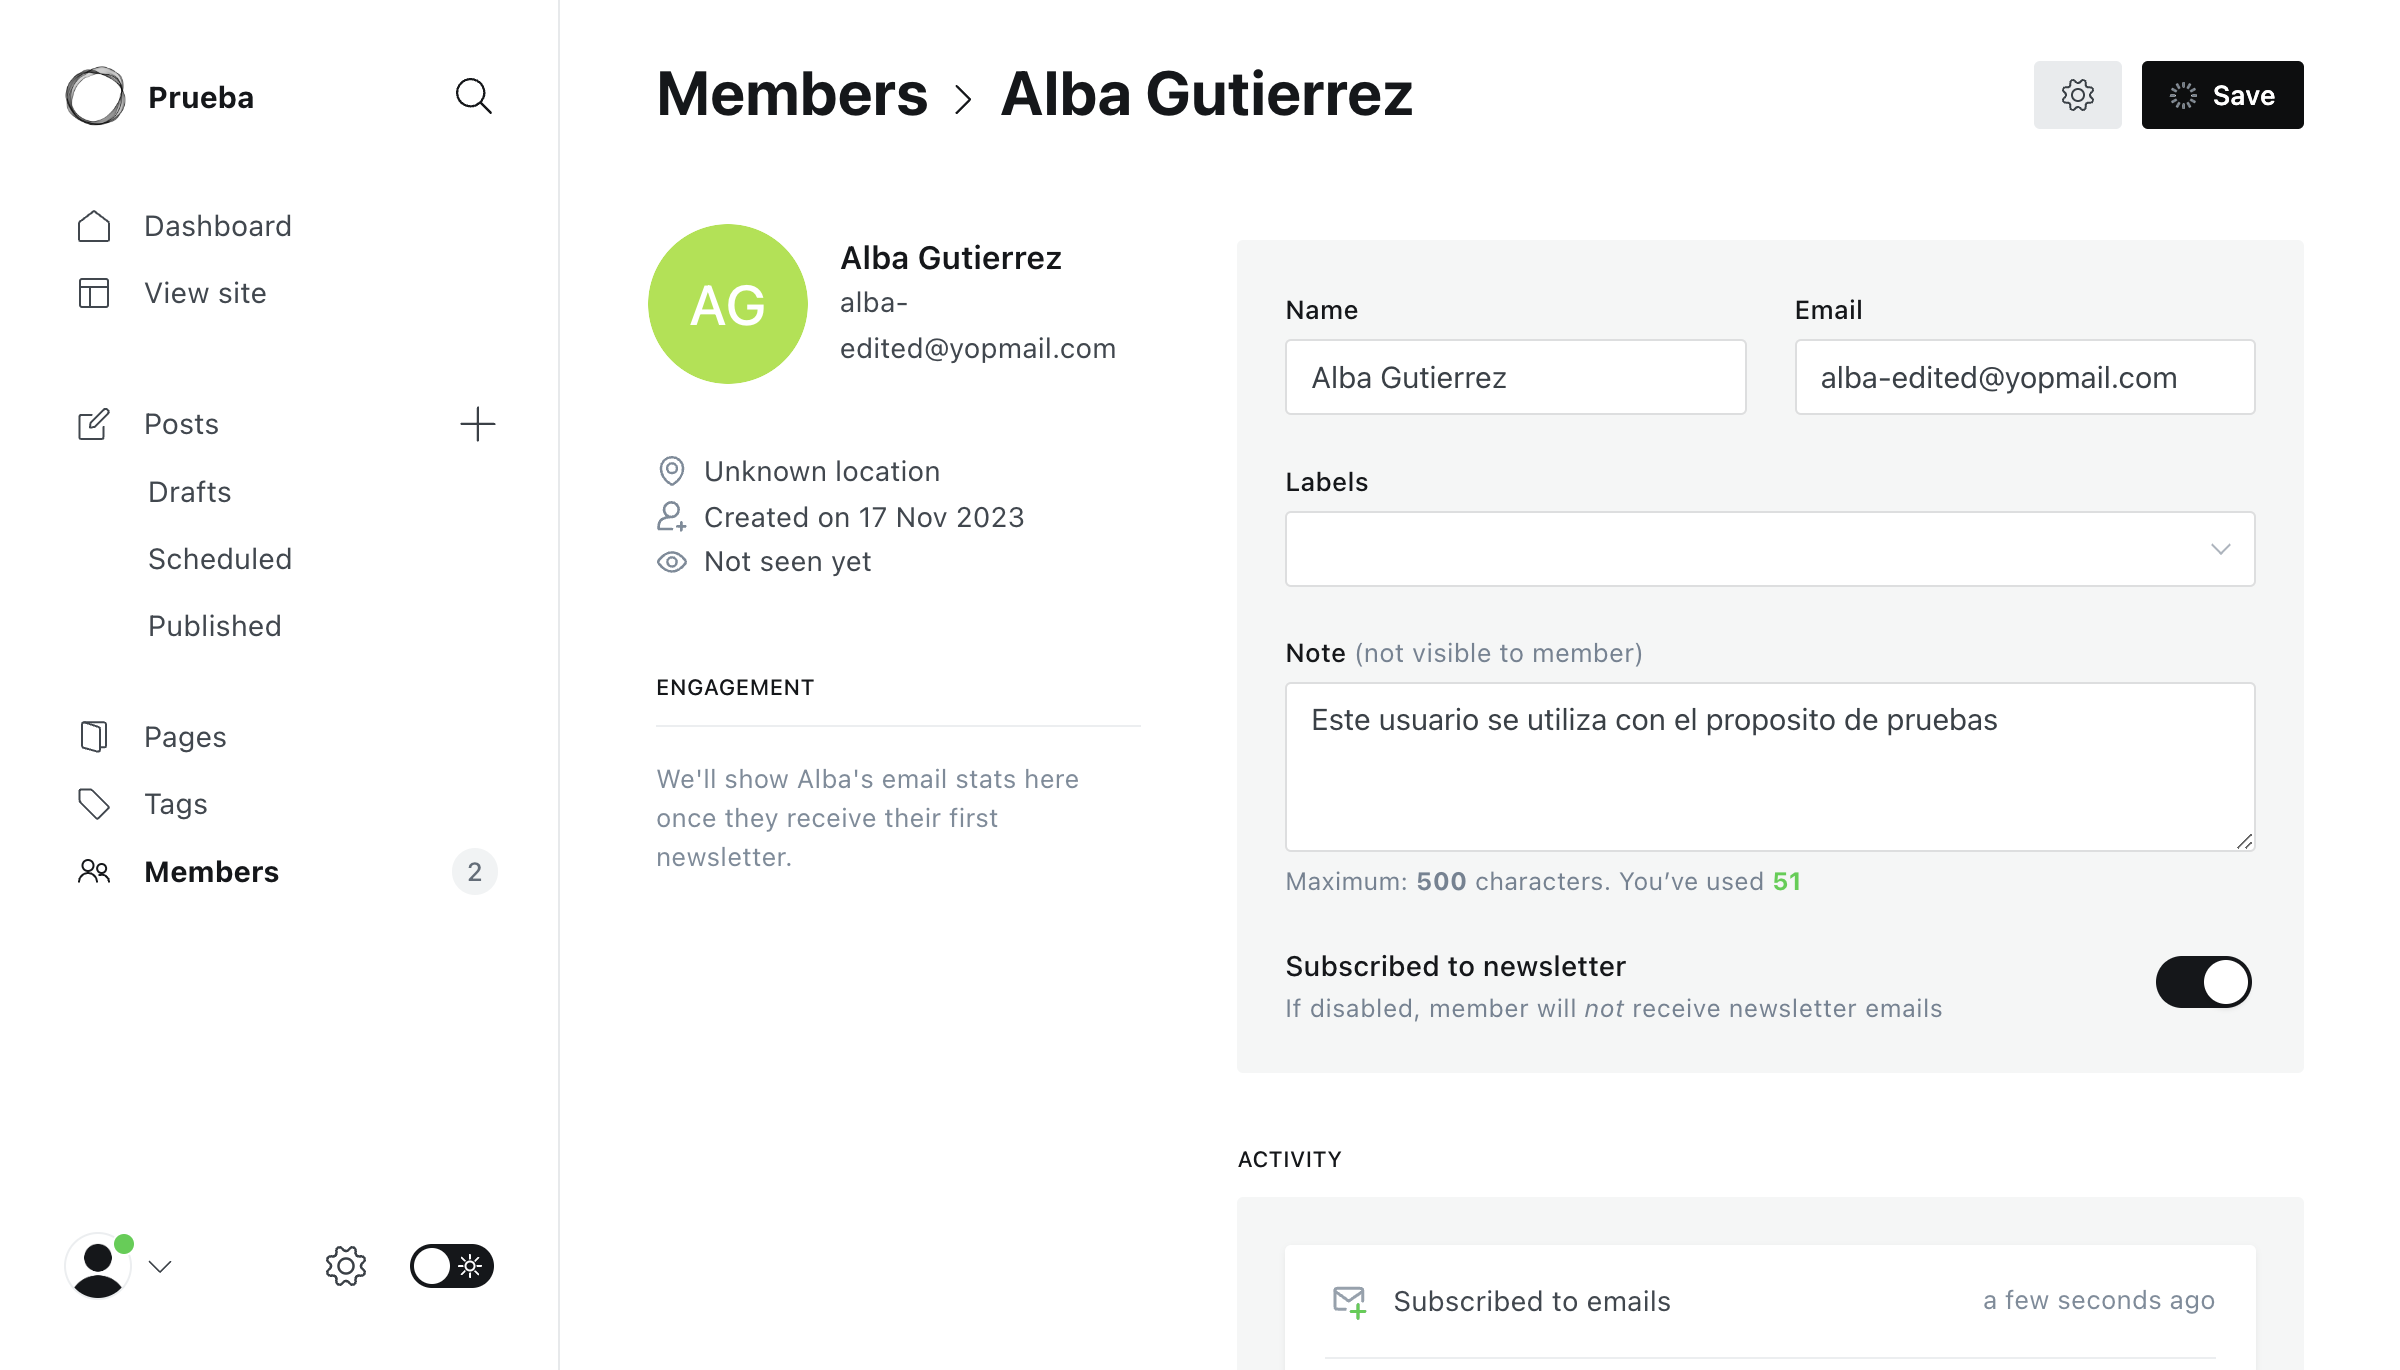 Prueba
Dashboard
View site
Posts
Drafts
Scheduled
Published
Pages
Tags
Members 2
Members > Alba Gutierrez
Save
AG
Alba Gutierrez
alba-
edited@yopmail.com
Unknown location
Created on 17 Nov 2023
Not seen yet
ENGAGEMENT
We'll show Alba's email stats here
once they receive their first
newsletter.
Name
Alba Gutierrez
Email
alba-edited@yopmail.com
Labels
Note (not visible to member)
Este usuario se utiliza con el proposito de pruebas
Maximum: 500 characters. You’ve used 51
Subscribed to newsletter
If disabled, member will not receive newsletter emails
ACTIVITY
Subscribed to emails a few seconds ago